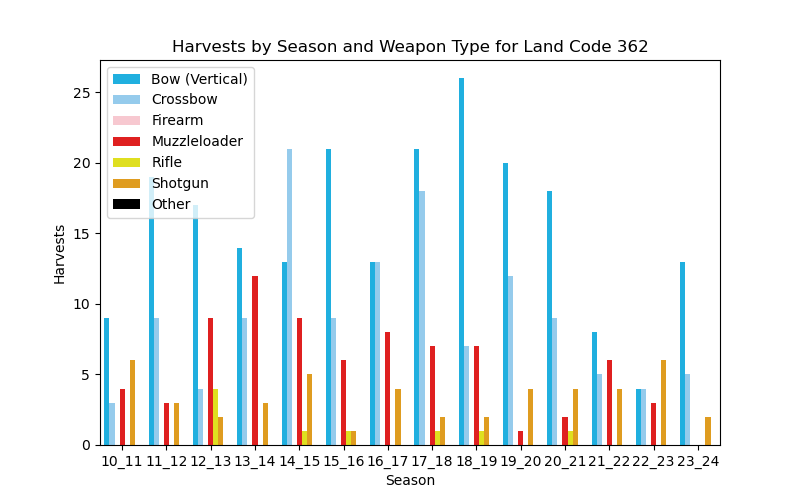 Harvests by Season and Weapon Type for Land Code 362
Bow (Vertical)
Crossbow
Firearm
Muzzleloader
Rifle
Shotgun
Other
25
20
15
10
5
0
Harvests
10_11 11_12 12_13 13_14 14_15 15_16 16_17 17_18 18_19 19_20 20_21 21_22 22_23 23_24
Season